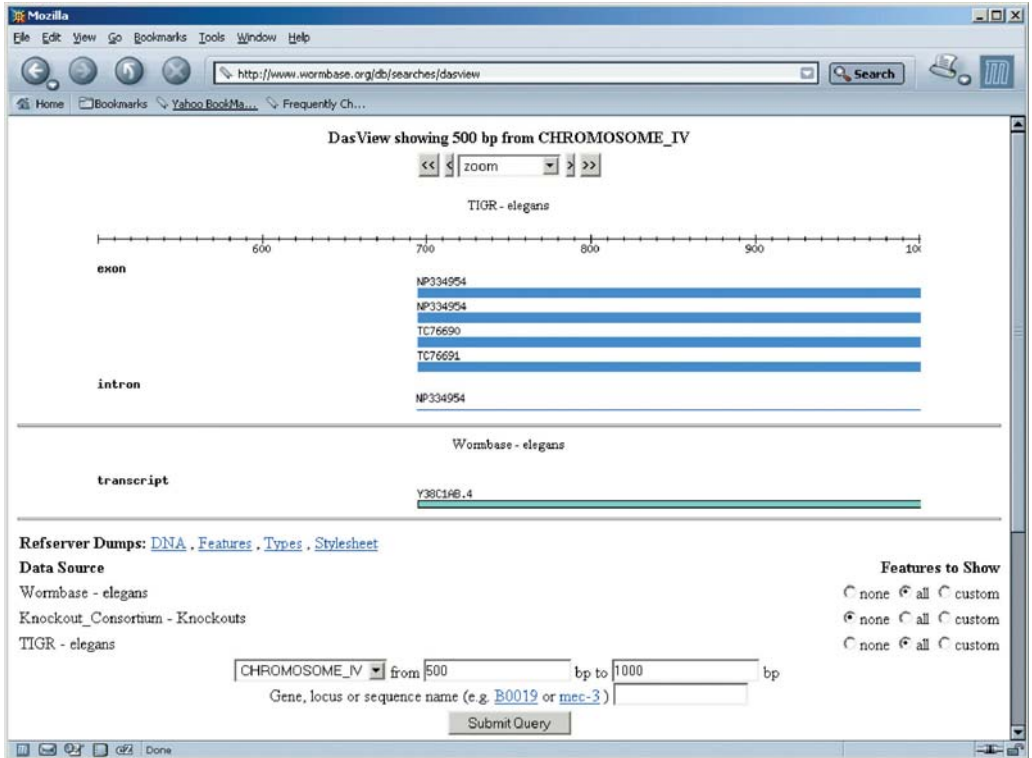 Mozilla
File Edit View Go Bookmarks Tools Window Help
http://www.wormbase.org/db/searches/dasview Search
Home Bookmarks Yahoo BookMa... Frequently Ch...
DasView showing 500 bp from CHROMOSOME_IV
<< < zoom > >>
TIGR - elegans
600 700 800 900 100
exon
NP334954
NP334954
TC76690
TC76691
intron
NP334954
Wormbase - elegans
transcript
Y38C1AB.4
Refserver Dumps: DNA , Features , Types , Stylesheet
Data Source Features to Show
Wormbase - elegans none all custom
Knockout_Consortium - Knockouts none all custom
TIGR - elegans none all custom
CHROMOSOME_IV from 500 bp to 1000 bp
Gene, locus or sequence name (e.g. B0019 or mec-3 )
Submit Query
Done